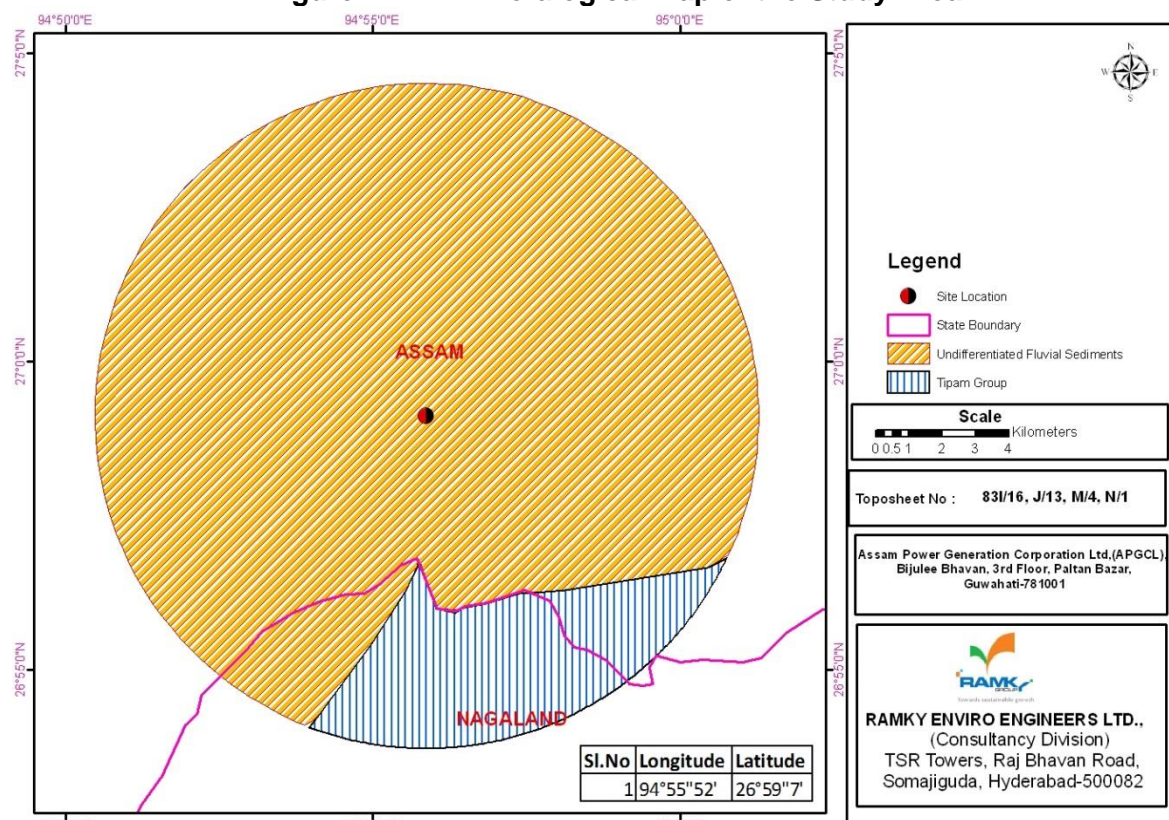 94°50'0"E 94°55'0"E 95°0'0"E
27°5'0"N 27°5'0"N
27°0'0"N 27°0'0"N
26°55'0"N 26°55'0"N
ASSAM
NAGALAND
Sl.No Longitude Latitude
1 94°55"52' 26°59"7'
N
W E
S
Legend
Site Location
State Boundary
Undifferentiated Fluvial Sediments
Tipam Group
Scale
Kilometers
0 0.5 1 2 3 4
Toposheet No : 83I/16, J/13, M/4, N/1
Assam Power Generation Corporation Ltd,(APGCL),
Bijulee Bhavan, 3rd Floor, Paltan Bazar,
Guwahati-781001
RAMKY
GROUP
Towards sustainable growth
RAMKY ENVIRO ENGINEERS LTD.,
(Consultancy Division)
TSR Towers, Raj Bhavan Road,
Somajiguda, Hyderabad-500082